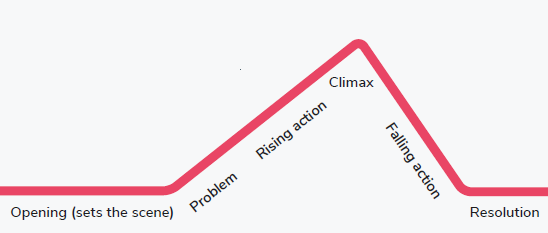 Opening (sets the scene)
Problem
Rising action
Climax
Falling action
Resolution